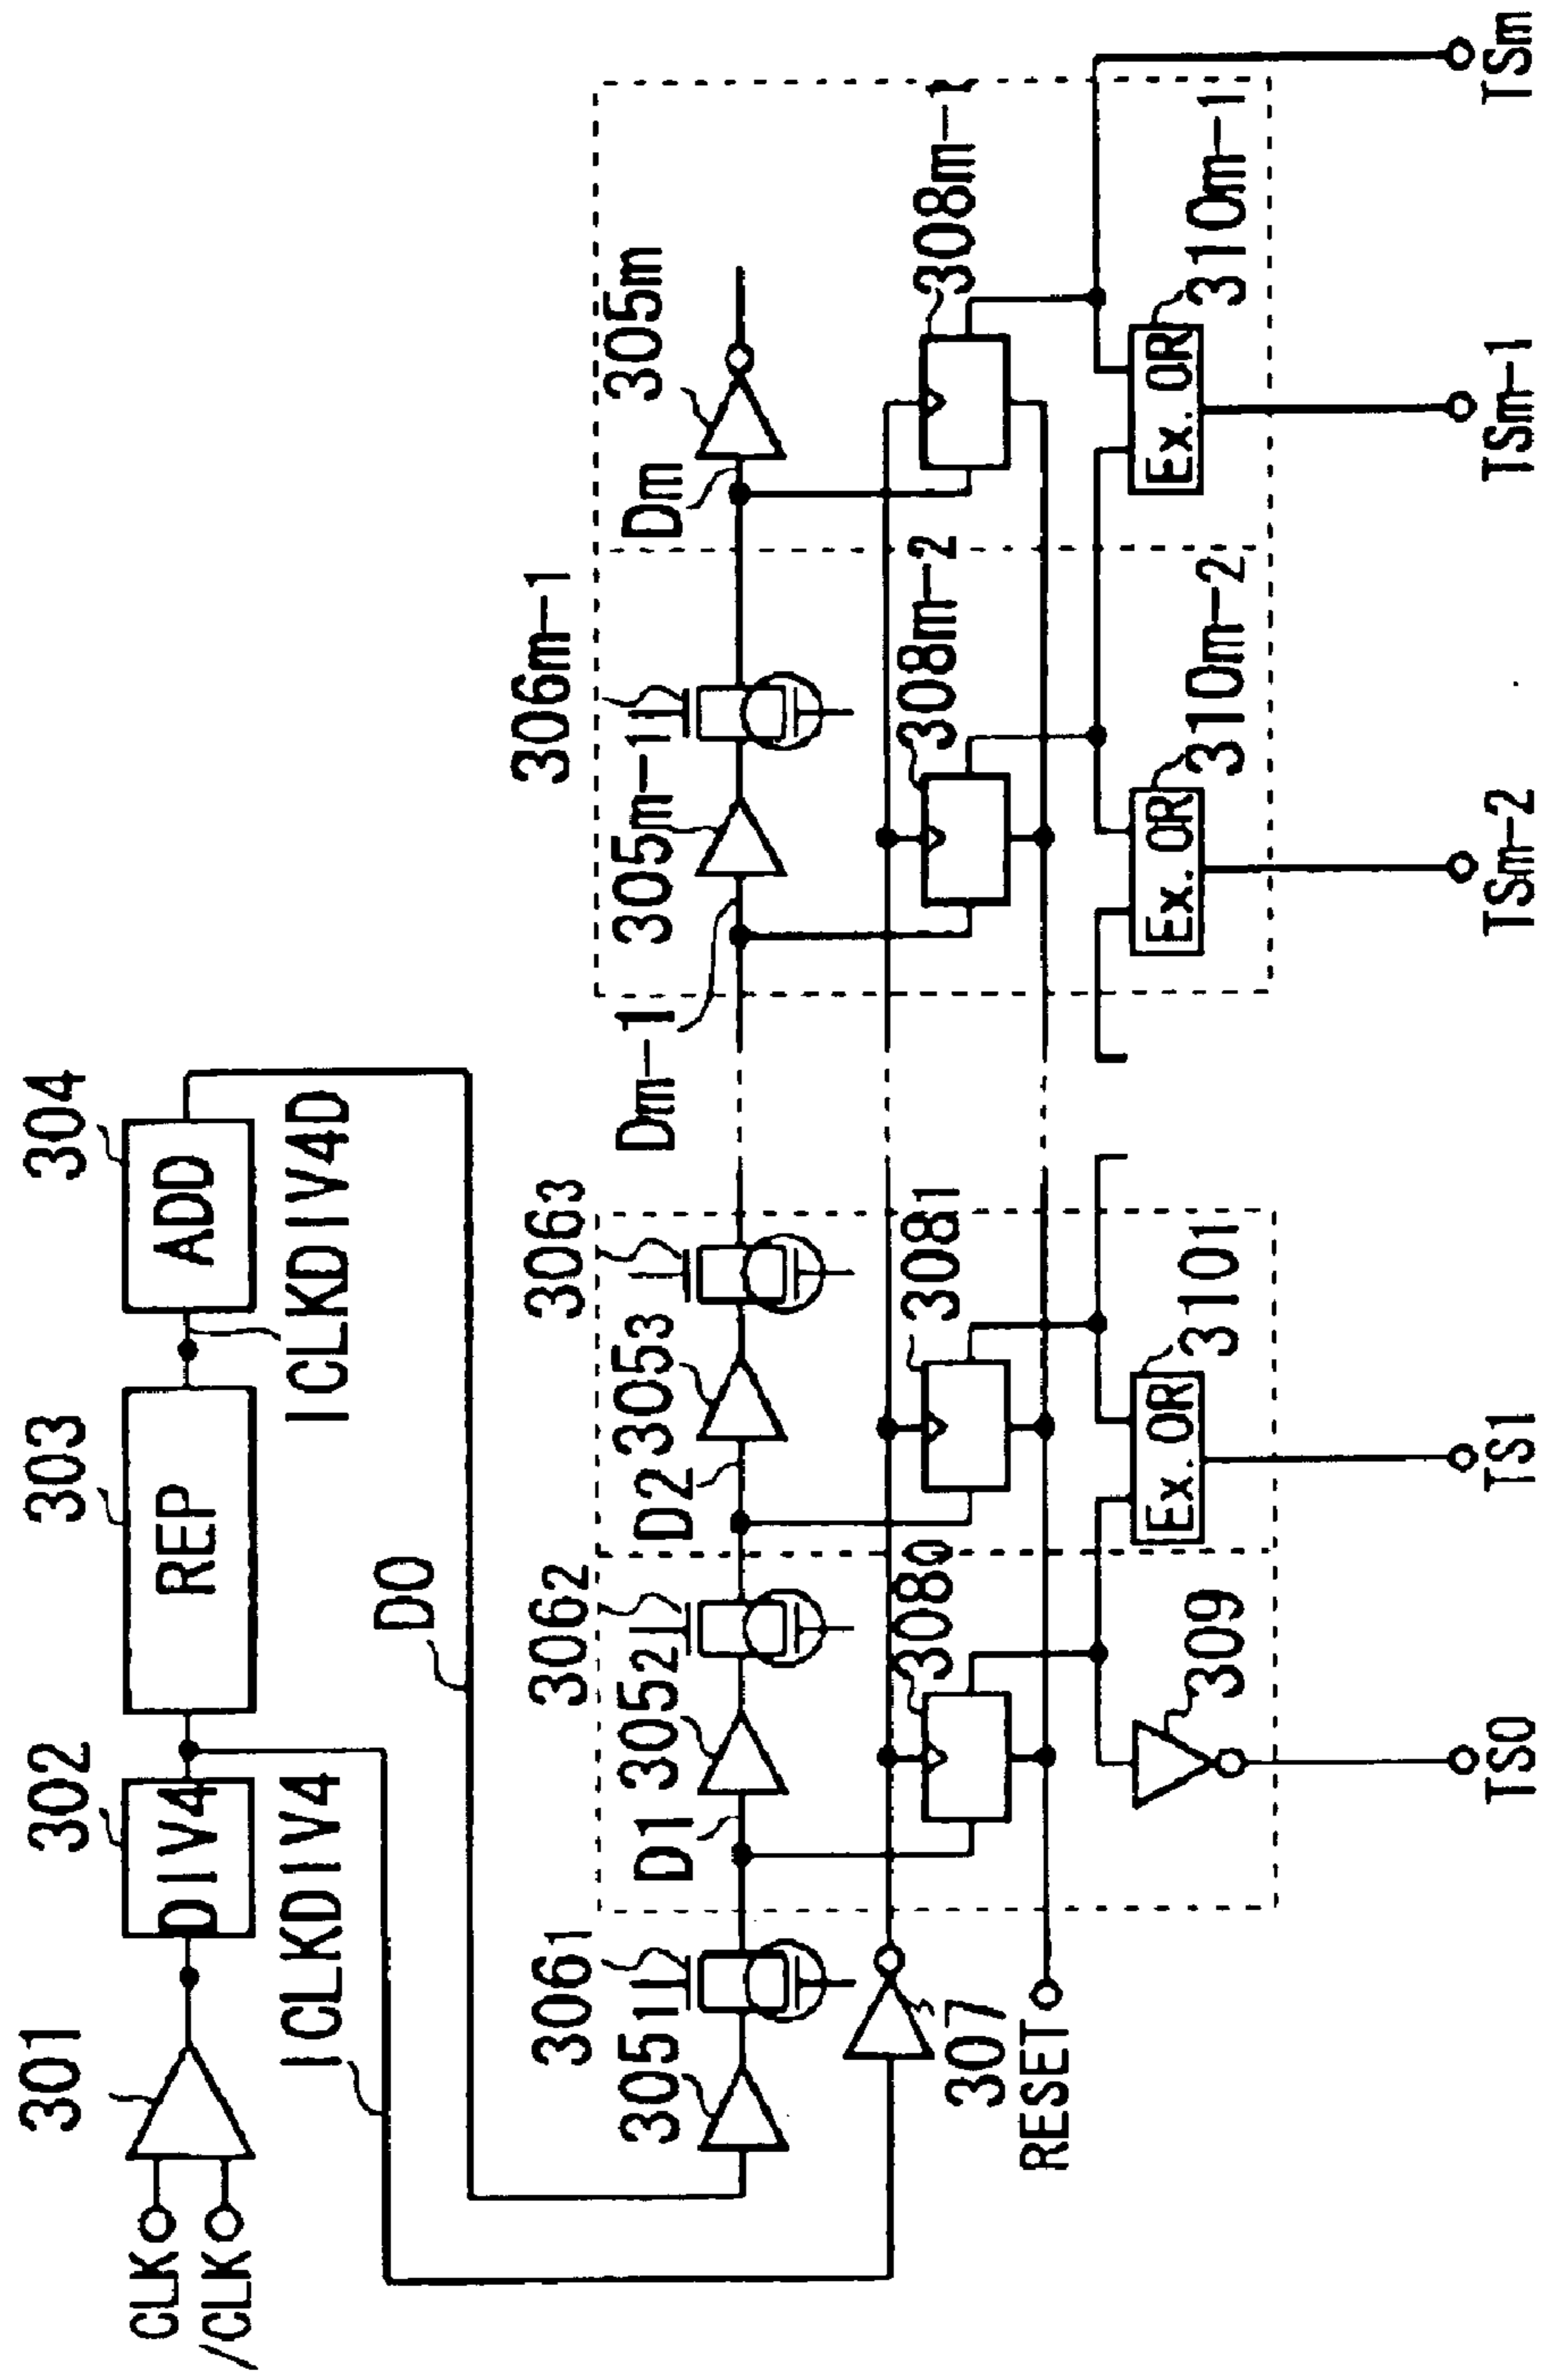 301
302
303
304
CLK
/CLK
DIV4
REP
ADD
ICLKDIV4
ICLKDIV4D
D0
3061
3062
3063
306m-1
3051
3052
3053
305m-1
305m
D1
D2
Dm-1
Dm
307
3080
3081
308m-2
308m-1
RESET
309
3101
310m-2
310m-1
Ex. OR
Ex. OR
Ex. OR
TS0
TS1
TSm-2
TSm-1
TSm